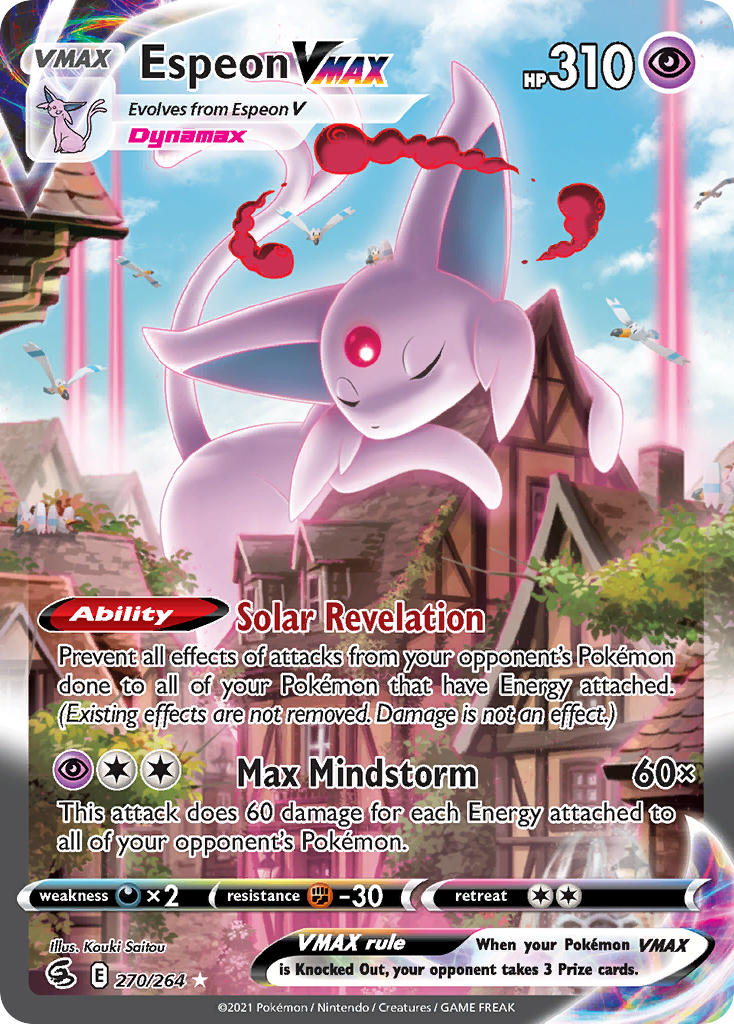 VMAX
Espeon VMAX
HP310
Evolves from Espeon V
Dynamax
Ability Solar Revelation
Prevent all effects of attacks from your opponent's Pokémon
done to all of your Pokémon that have Energy attached.
(Existing effects are not removed. Damage is not an effect.)
Max Mindstorm 60×
This attack does 60 damage for each Energy attached to
all of your opponent's Pokémon.
weakness ×2 resistance -30 retreat
Illus. Kouki Saitou
VMAX rule When your Pokémon VMAX
is Knocked Out, your opponent takes 3 Prize cards.
E 270/264
©2021 Pokémon / Nintendo / Creatures / GAME FREAK